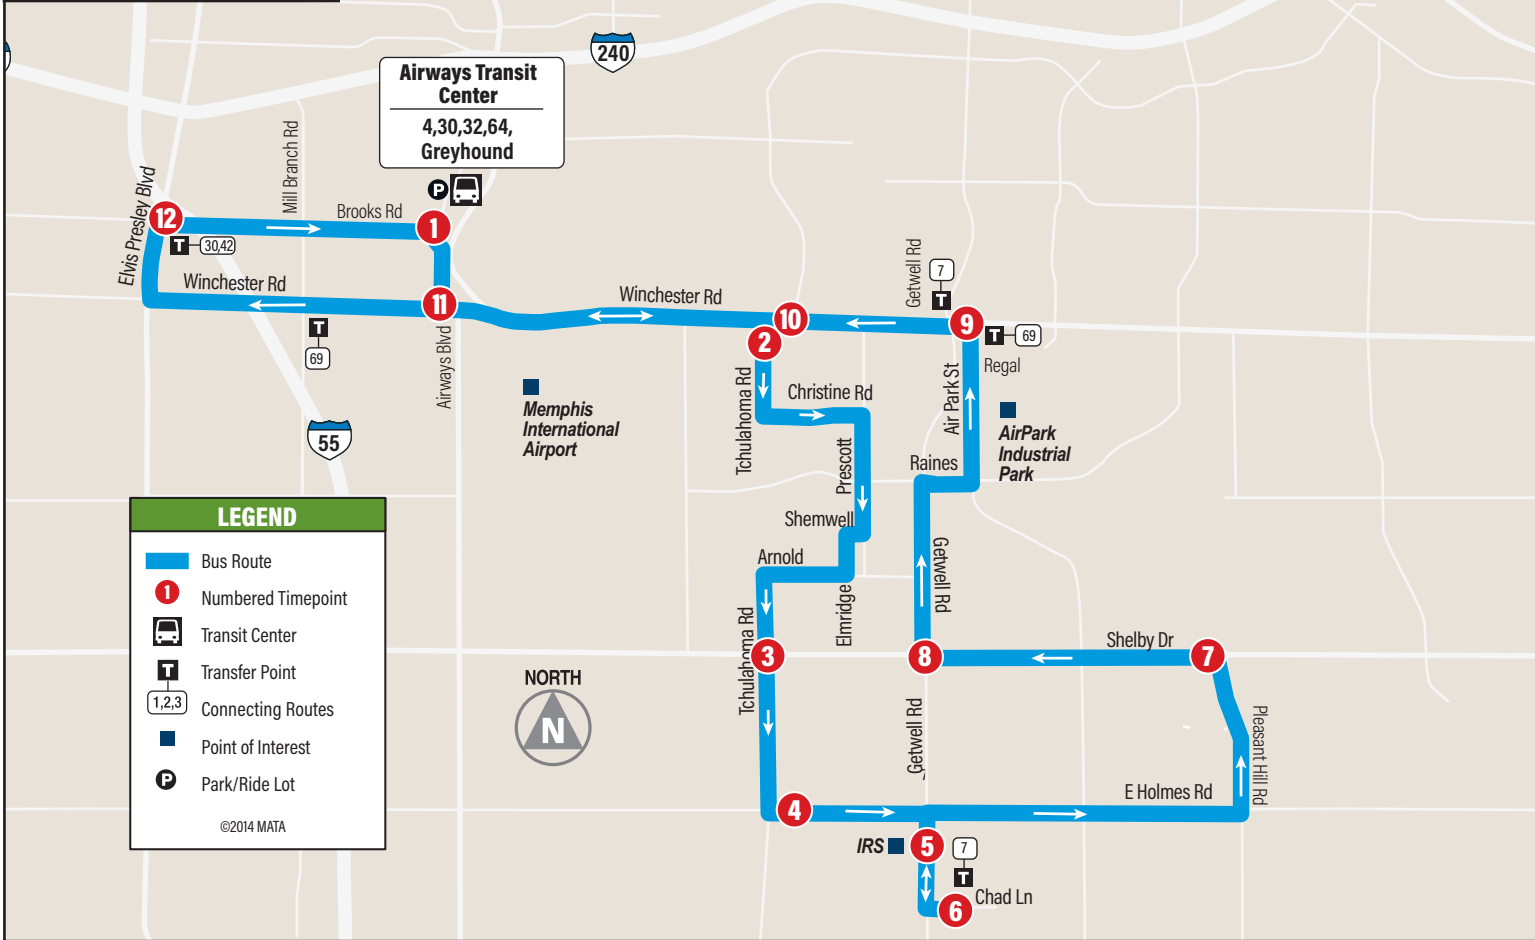 240
Airways Transit
Center
4,30,32,64,
Greyhound
P
Mill Branch Rd
Elvis Presley Blvd
12
Brooks Rd
1
T
30,42
Winchester Rd
11
T
69
Airways Blvd
55
Winchester Rd
10
2
Getwell Rd
7
T
9
T
69
Regal
Memphis
International
Airport
Tchulahoma Rd
Christine Rd
Prescott
Air Park St
AirPark
Industrial
Park
Raines
Shemwell
Arnold
Elmridge
Getwell Rd
Tchulahoma Rd
3
8
Shelby Dr
7
Tchulahoma Rd
Getwell Rd
Pleasant Hill Rd
4
E Holmes Rd
IRS
5
7
T
6
Chad Ln
NORTH
N
LEGEND
Bus Route
1
Numbered Timepoint
Transit Center
T
Transfer Point
1,2,3
Connecting Routes
Point of Interest
P
Park/Ride Lot
©2014 MATA